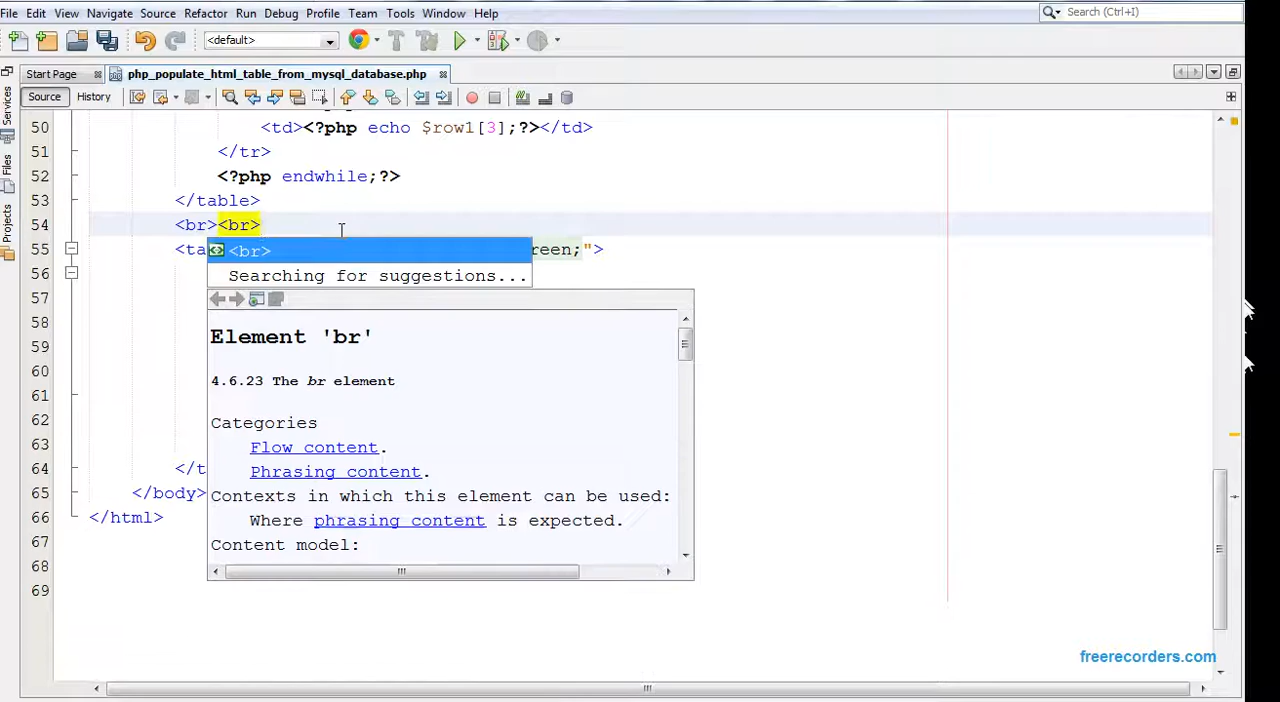 File Edit View Navigate Source Refactor Run Debug Profile Team Tools Window Help Search (Ctrl+I)
<default>
Start Page php_populate_html_table_from_mysql_database.php
Source History
Services
Files
Projects
50 <td><?php echo $row1[3];?></td>
51 </tr>
52 <?php endwhile;?>
53 </table>
54 <br><br>
55 <ta reen;">
<br>
56
Searching for suggestions...
57
58
59
60
61
62
63
64 </t
65 </body>
66 </html>
67
68
69
Element 'br'
4.6.23 The br element
Categories
Flow content.
Phrasing content.
Contexts in which this element can be used:
Where phrasing content is expected.
Content model:
freerecorders.com